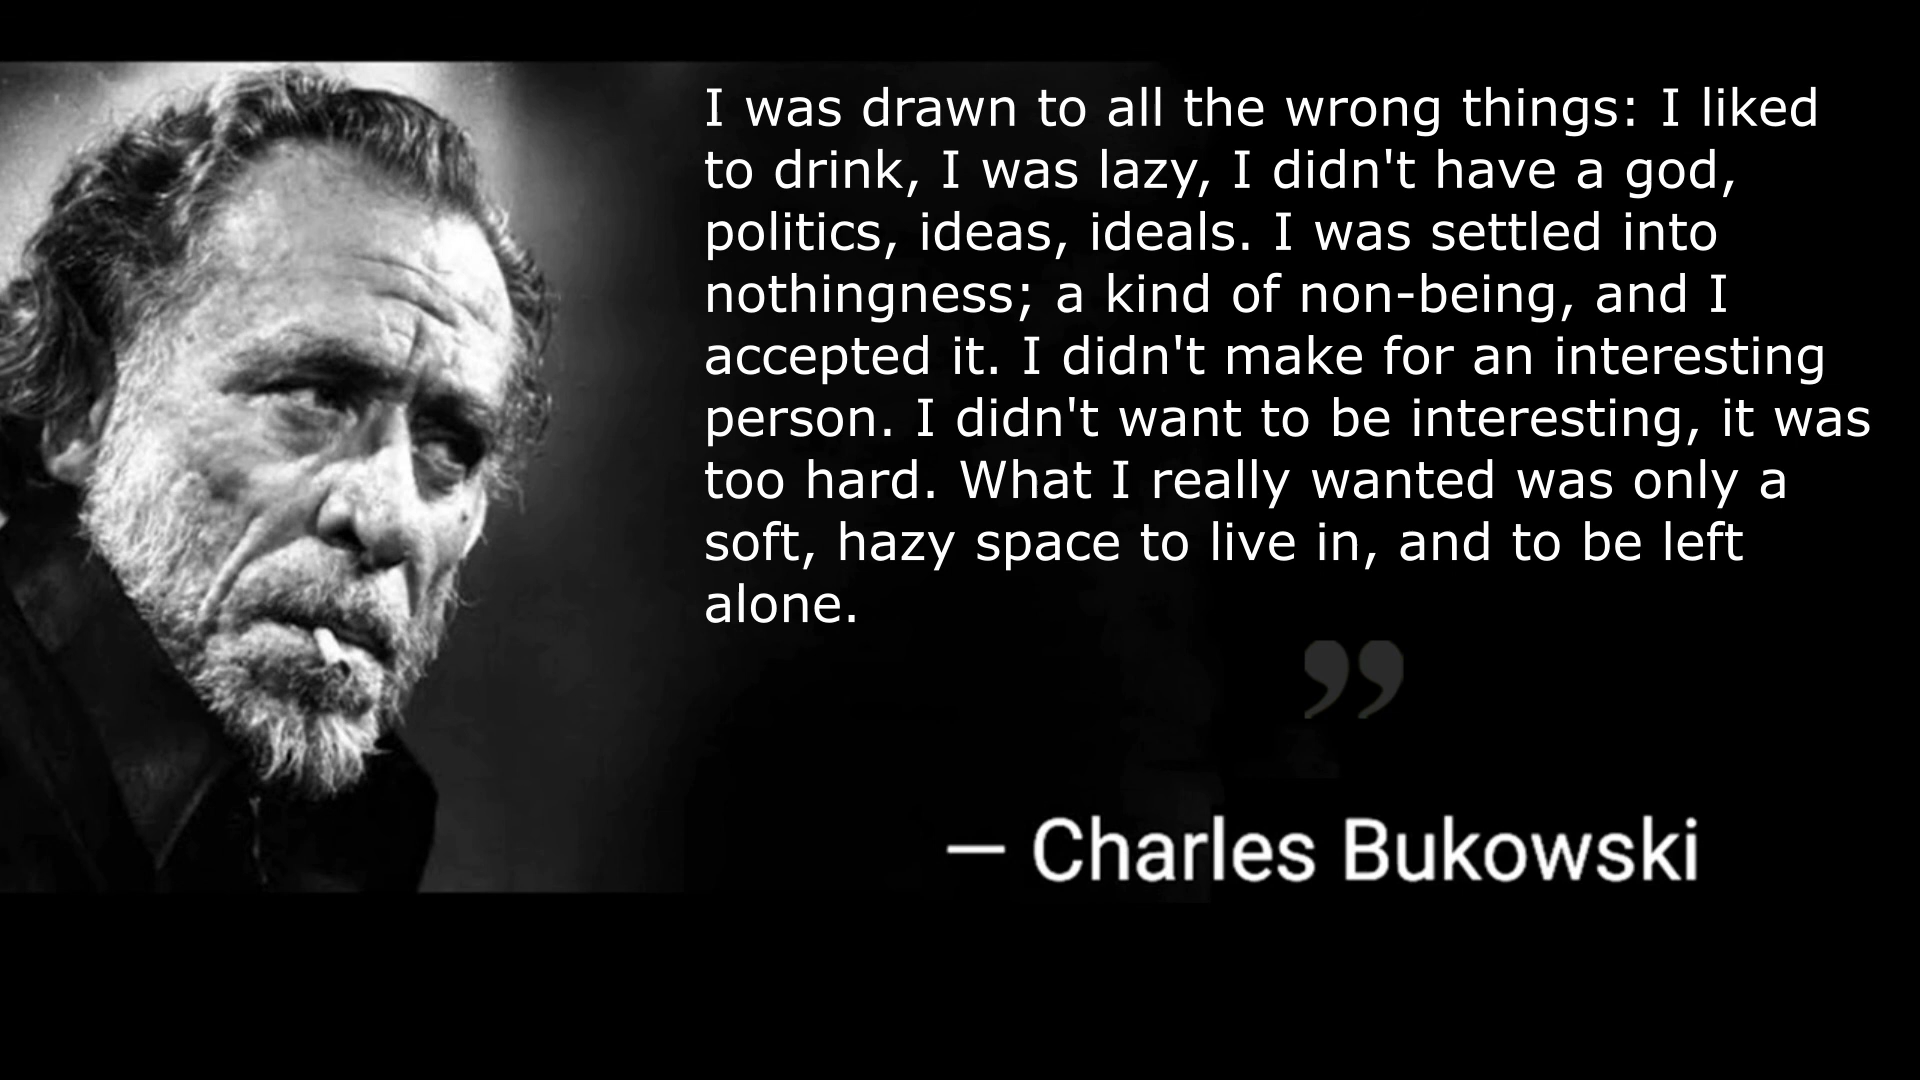 I was drawn to all the wrong things: I liked
to drink, I was lazy, I didn't have a god,
politics, ideas, ideals. I was settled into
nothingness; a kind of non-being, and I
accepted it. I didn't make for an interesting
person. I didn't want to be interesting, it was
too hard. What I really wanted was only a
soft, hazy space to live in, and to be left
alone.
”
— Charles Bukowski